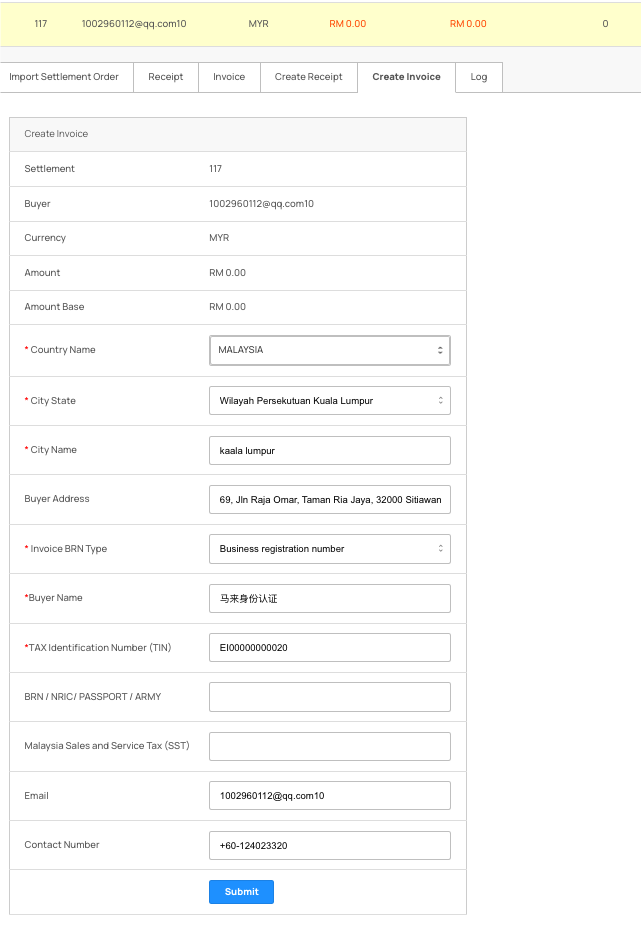 117 1002960112@qq.com10 MYR RM 0.00 RM 0.00 0
Import Settlement Order Receipt Invoice Create Receipt Create Invoice Log
Create Invoice
Settlement 117
Buyer 1002960112@qq.com10
Currency MYR
Amount RM 0.00
Amount Base RM 0.00
* Country Name MALAYSIA
* City State Wilayah Persekutuan Kuala Lumpur
* City Name kaala lumpur
Buyer Address 69, Jln Raja Omar, Taman Ria Jaya, 32000 Sitiawan
* Invoice BRN Type Business registration number
*Buyer Name 马来身份认证
*TAX Identification Number (TIN) EI00000000020
BRN / NRIC/ PASSPORT / ARMY
Malaysia Sales and Service Tax (SST)
Email 1002960112@qq.com10
Contact Number +60-124023320
Submit